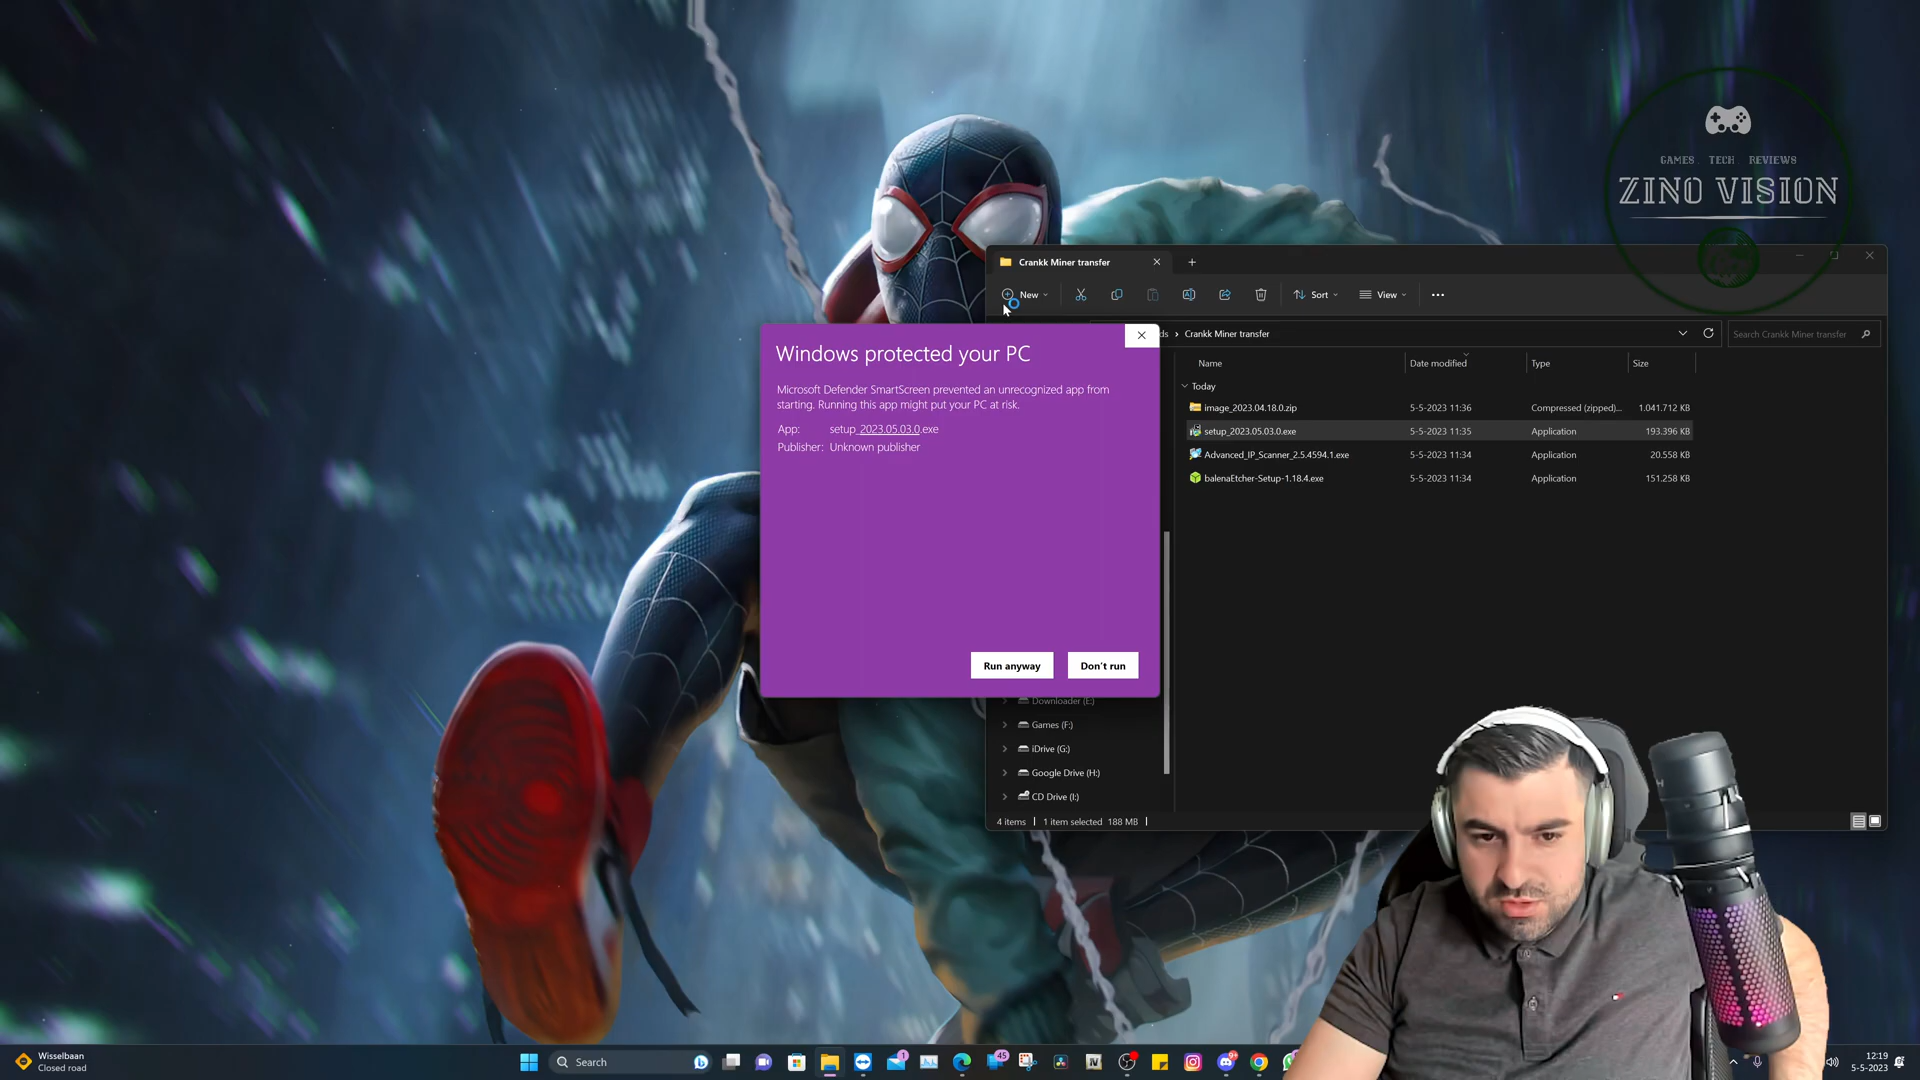 GAMES . TECH . REVIEWS
ZINO VISION
Crankk Miner transfer
New
Sort
View
ds > Crankk Miner transfer
Search Crankk Miner transfer
Name
Date modified
Type
Size
Today
image_2023.04.18.0.zip
5-5-2023 11:36
Compressed (zipped)...
1.041.712 KB
setup_2023.05.03.0.exe
5-5-2023 11:35
Application
193.396 KB
Advanced_IP_Scanner_2.5.4594.1.exe
5-5-2023 11:34
Application
20.558 KB
balenaEtcher-Setup-1.18.4.exe
5-5-2023 11:34
Application
151.258 KB
Windows protected your PC
Microsoft Defender SmartScreen prevented an unrecognized app from
starting. Running this app might put your PC at risk.
App: setup_2023.05.03.0.exe
Publisher: Unknown publisher
Run anyway
Don't run
Downloader (E:)
Games (F:)
iDrive (G:)
Google Drive (H:)
CD Drive (I:)
4 items
1 item selected 188 MB
Wisselbaan
Closed road
Search
1
45
9+
12:19
5-5-2023